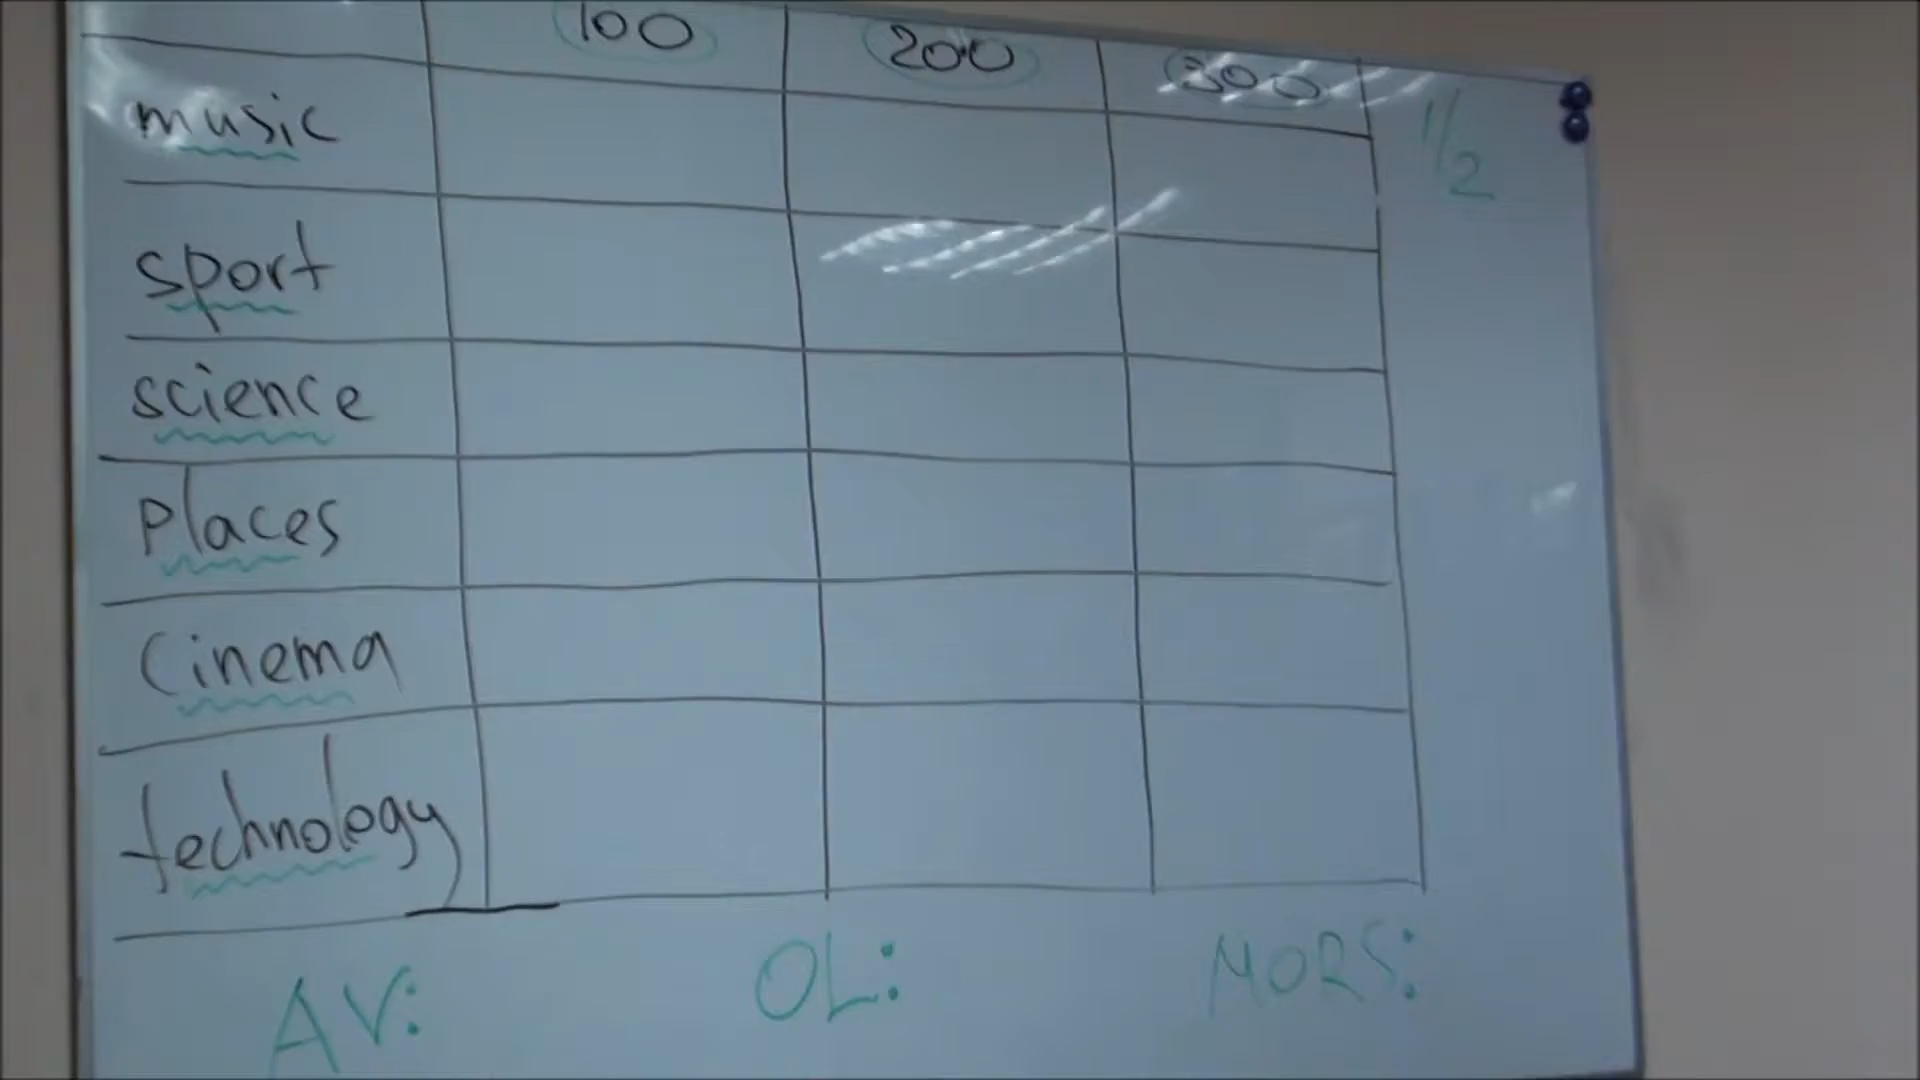 100 200 300
music
1/2
sport
science
Places
Cinema
technology
AV: OL: MORS: